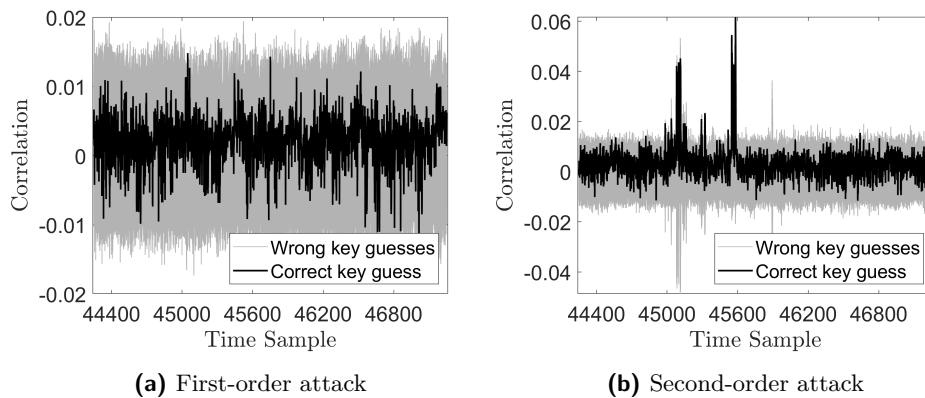 0.02
0.01
0
-0.01
-0.02
Correlation
Wrong key guesses
Correct key guess
44400 45000 45600 46200 46800
Time Sample
(a) First-order attack
0.06
0.04
0.02
0
-0.02
-0.04
Correlation
Wrong key guesses
Correct key guess
44400 45000 45600 46200 46800
Time Sample
(b) Second-order attack